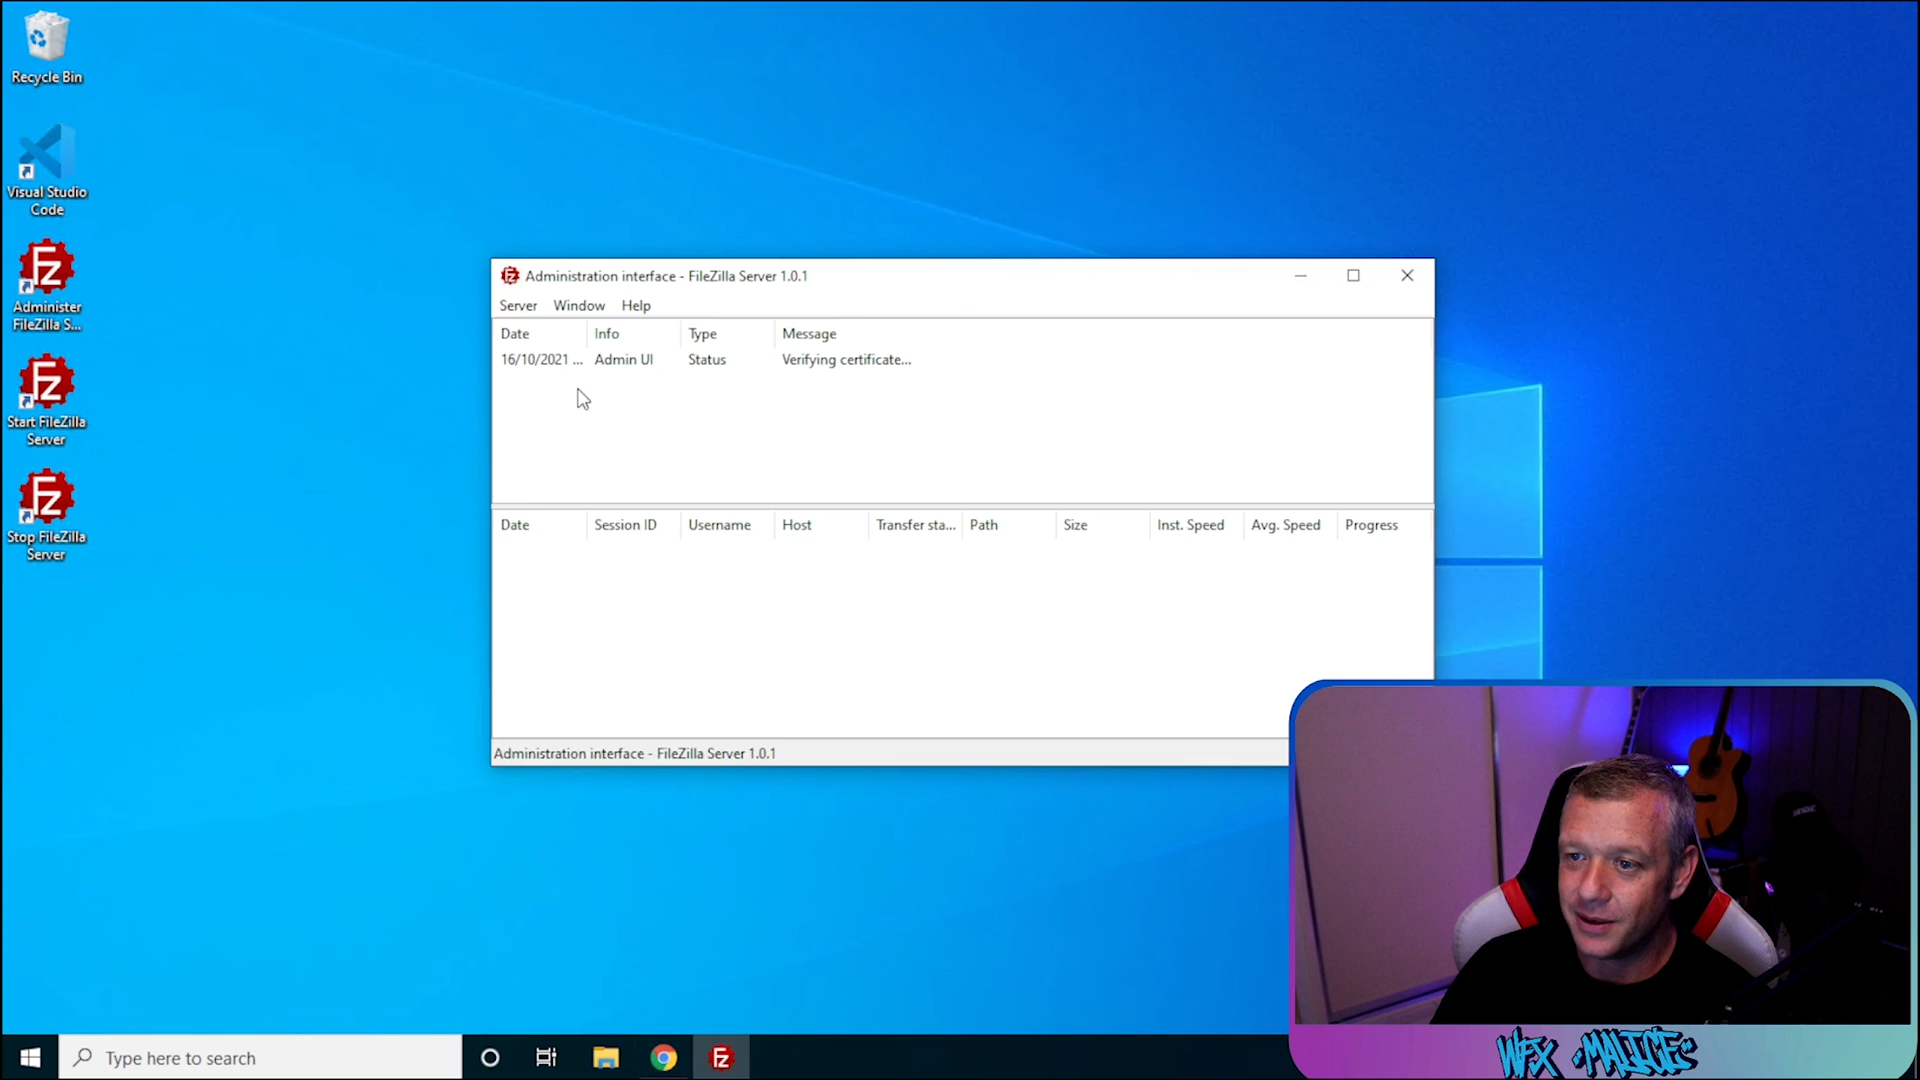 Recycle Bin
Visual Studio
Code
Administer
FileZilla S...
Start FileZilla
Server
Stop FileZilla
Server
Administration interface - FileZilla Server 1.0.1
Server Window Help
Date Info Type Message
16/10/2021 ... Admin UI Status Verifying certificate...
Date Session ID Username Host Transfer sta... Path Size Inst. Speed Avg. Speed Progress
Administration interface - FileZilla Server 1.0.1
Type here to search
WFX MALICE